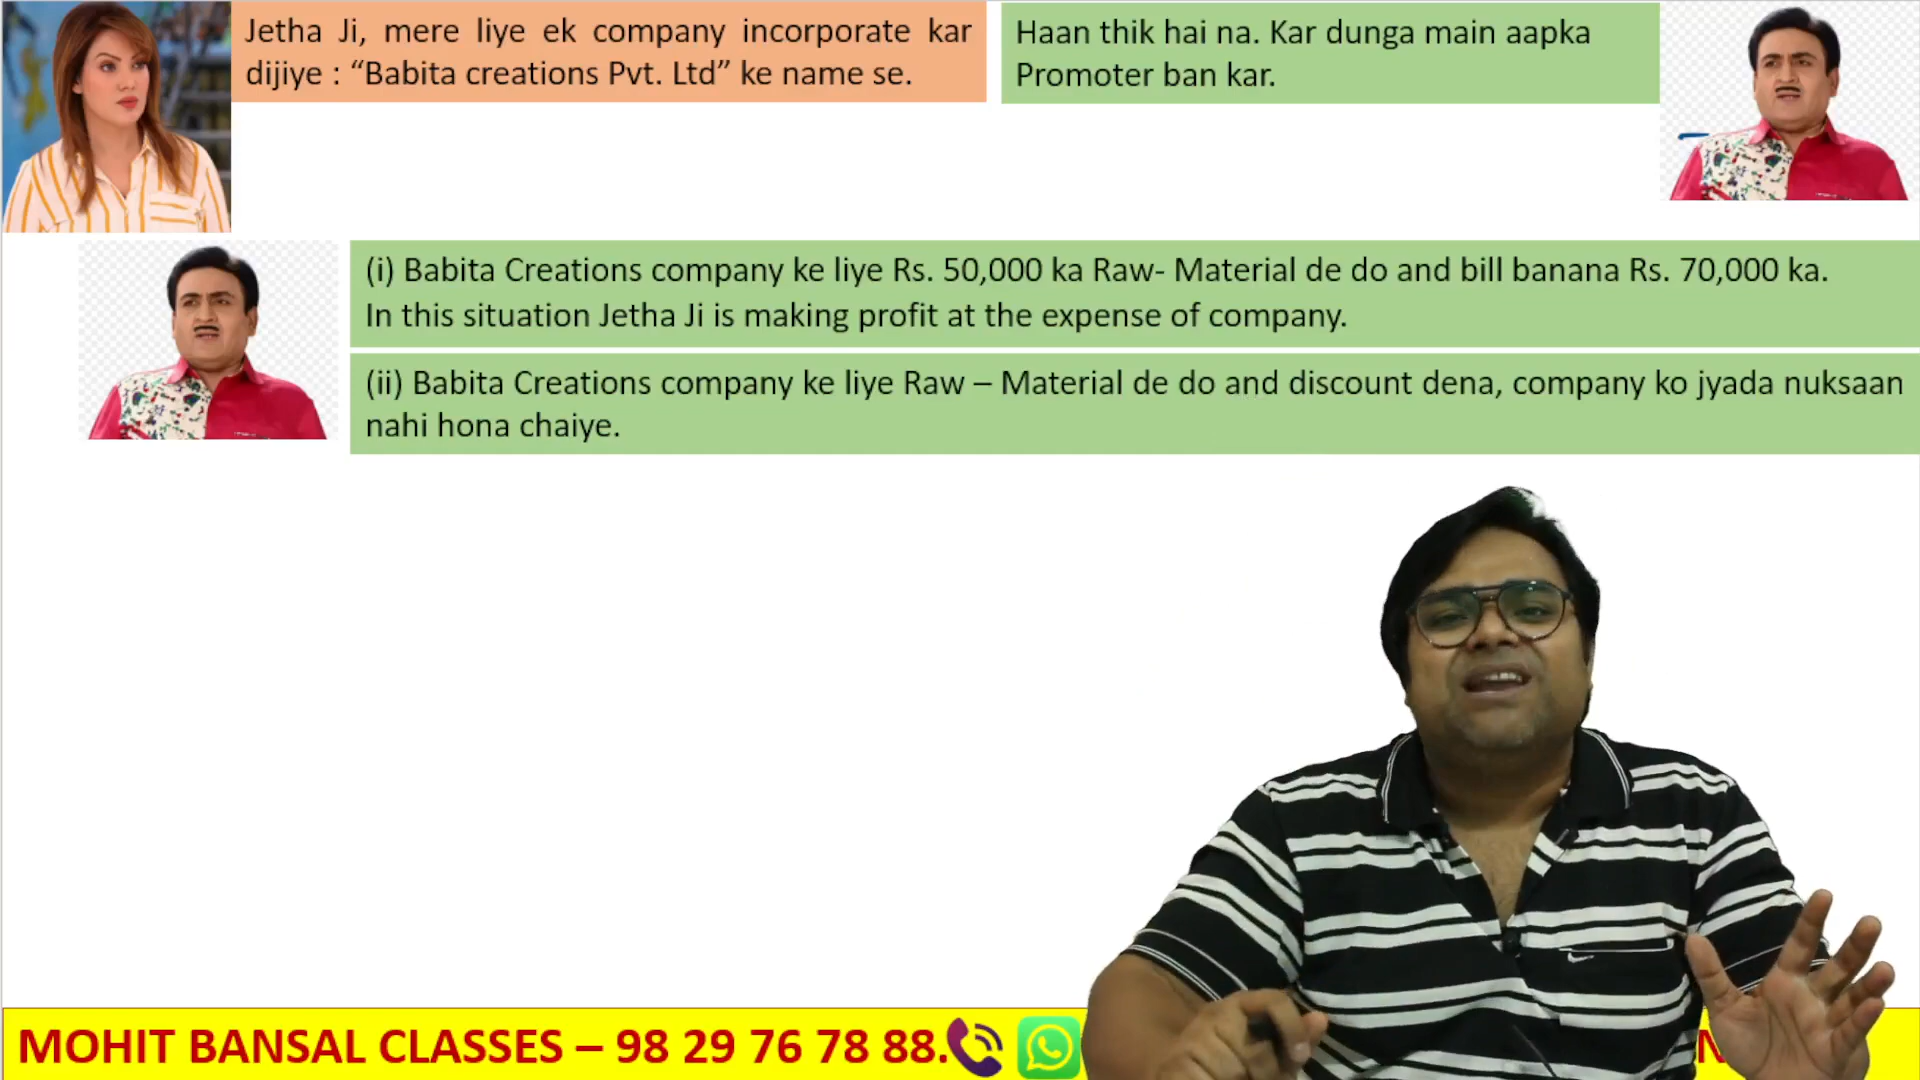 Jetha Ji, mere liye ek company incorporate kar
dijiye : “Babita creations Pvt. Ltd” ke name se.
Haan thik hai na. Kar dunga main aapka
Promoter ban kar.
(i) Babita Creations company ke liye Rs. 50,000 ka Raw- Material de do and bill banana Rs. 70,000 ka.
In this situation Jetha Ji is making profit at the expense of company.
(ii) Babita Creations company ke liye Raw – Material de do and discount dena, company ko jyada nuksaan
nahi hona chaiye.
MOHIT BANSAL CLASSES – 98 29 76 78 88.